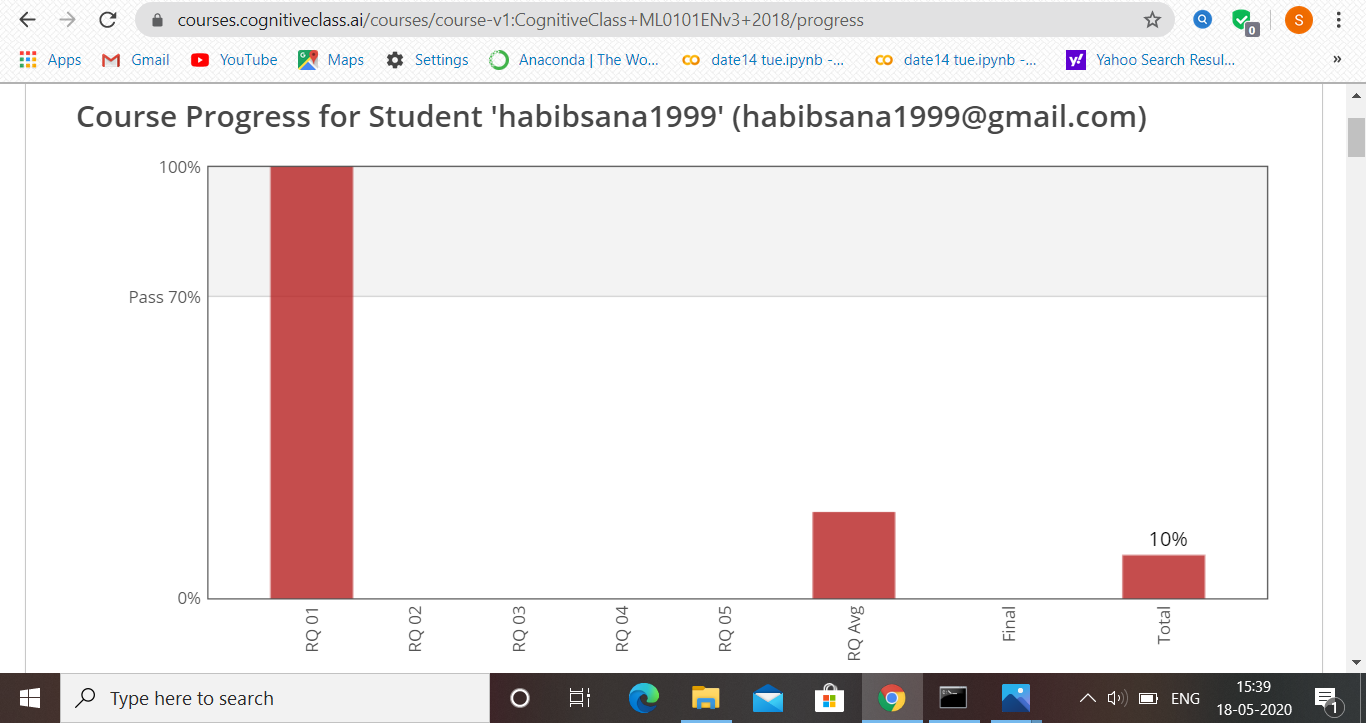 courses.cognitiveclass.ai/courses/course-v1:CognitiveClass+ML0101ENv3+2018/progress
S
0
Apps Gmail YouTube Maps Settings Anaconda | The Wo... date14 tue.ipynb -... date14 tue.ipynb -... y! Yahoo Search Resul... »
Course Progress for Student 'habibsana1999' (habibsana1999@gmail.com)
100%
Pass 70%
10%
0%
RQ 01
RQ 02
RQ 03
RQ 04
RQ 05
RQ Avg
Final
Total
Type here to search
ENG
15:39
18-05-2020
1